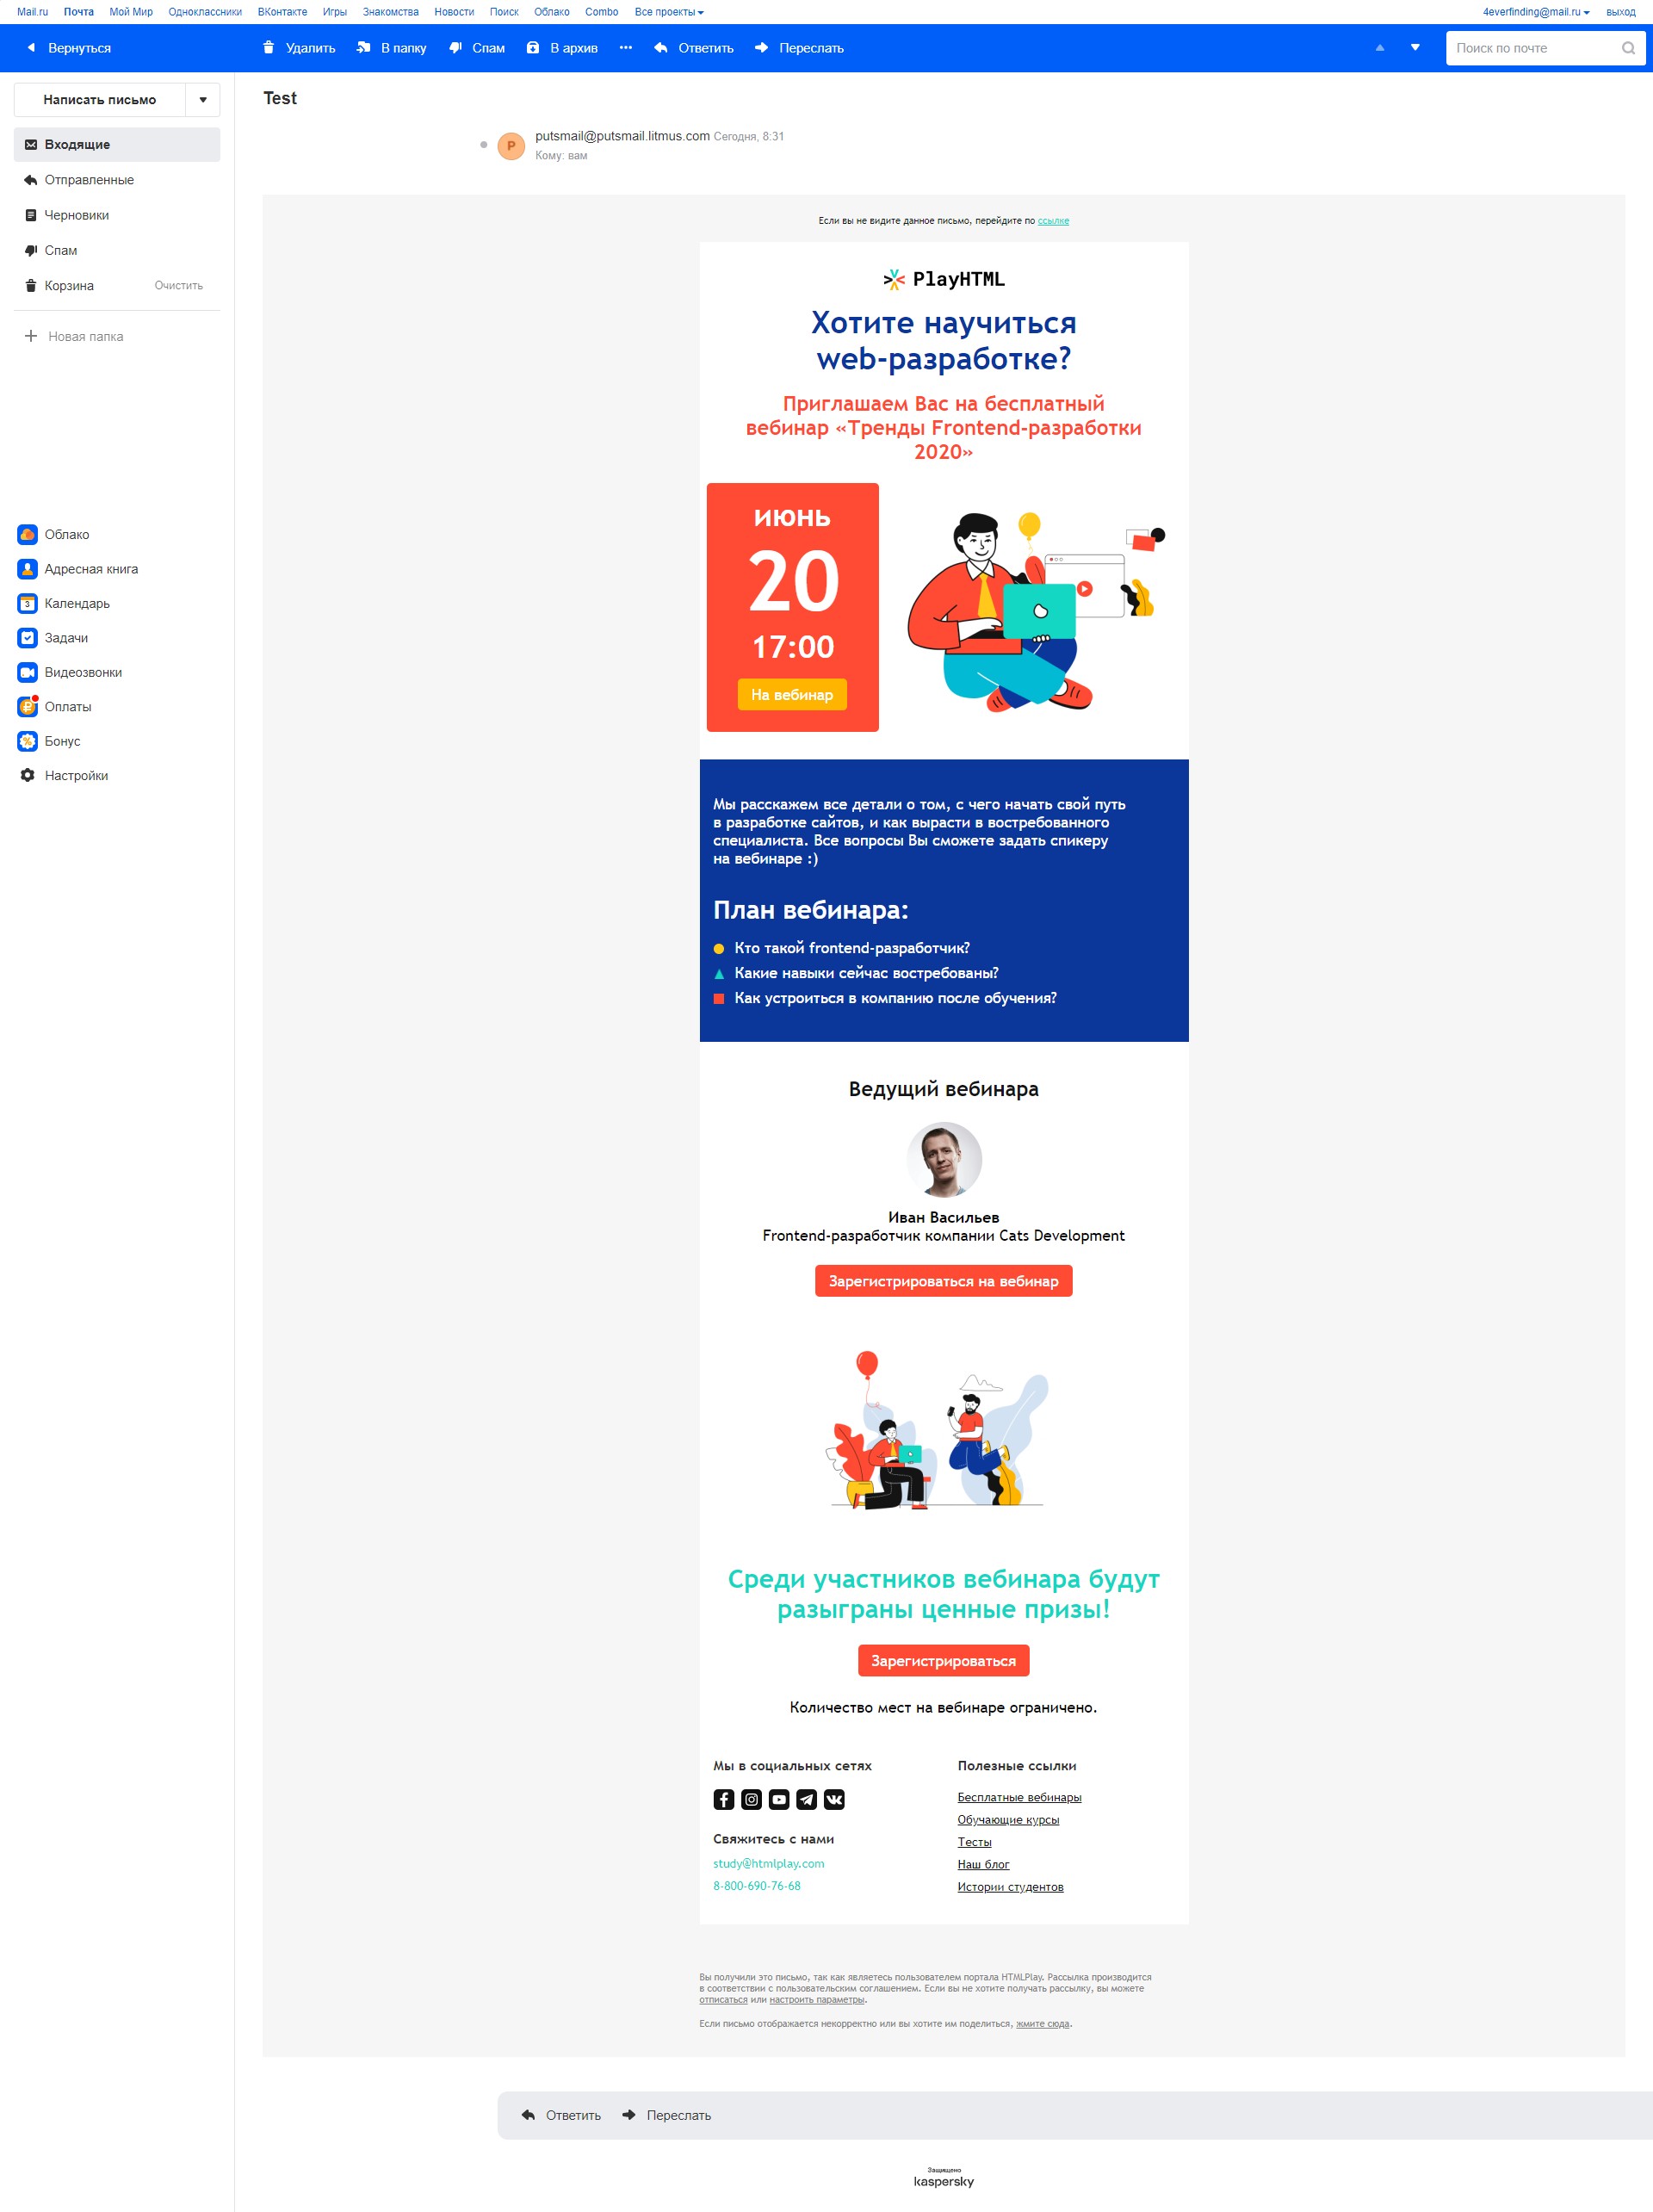 Mail.ru Почта Мой Мир Одноклассники ВКонтакте Игры Знакомства Новости Поиск Облако Combo Все проекты 4everfinding@mail.ru выход
Вернуться Удалить В папку Спам В архив Ответить Переслать Поиск по почте
Написать письмо
Входящие
Отправленные
Черновики
Спам
Корзина Очистить
Новая папка
Облако
Адресная книга
3 Календарь
Задачи
Видеозвонки
Оплаты
Бонус
Настройки
Test
P
putsmail@putsmail.litmus.com Сегодня, 8:31
Кому: вам
Если вы не видите данное письмо, перейдите по ссылке
PlayHTML
Хотите научиться
web-разработке?
Приглашаем Вас на бесплатный
вебинар «Тренды Frontend-разработки
2020»
июнь
20
17:00
На вебинар
Мы расскажем все детали о том, с чего начать свой путь
в разработке сайтов, и как вырасти в востребованного
специалиста. Все вопросы Вы сможете задать спикеру
на вебинаре :)
План вебинара:
Кто такой frontend-разработчик?
Какие навыки сейчас востребованы?
Как устроиться в компанию после обучения?
Ведущий вебинара
Иван Васильев
Frontend-разработчик компании Cats Development
Зарегистрироваться на вебинар
Среди участников вебинара будут
разыграны ценные призы!
Зарегистрироваться
Количество мест на вебинаре ограничено.
Мы в социальных сетях
Свяжитесь с нами
study@htmlplay.com
8-800-690-76-68
Полезные ссылки
Бесплатные вебинары
Обучающие курсы
Тесты
Наш блог
Истории студентов
Вы получили это письмо, так как являетесь пользователем портала HTMLPlay. Рассылка производится
в соответствии с пользовательским соглашением. Если вы не хотите получать рассылку, вы можете
отписаться или настроить параметры.
Если письмо отображается некорректно или вы хотите им поделиться, жмите сюда.
Ответить Переслать
Защищено
kaspersky